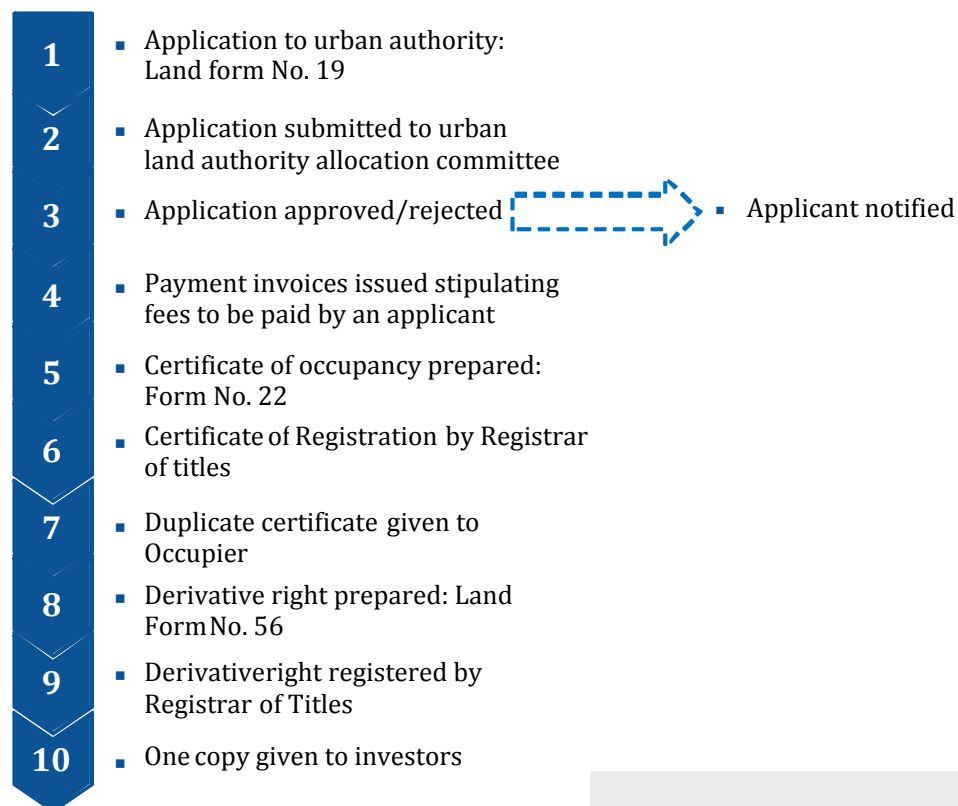 1
Application to urban authority:
Land form No. 19
2
Application submitted to urban
land authority allocation committee
3
Application approved/rejected
Applicant notified
4
Payment invoices issued stipulating
fees to be paid by an applicant
5
Certificate of occupancy prepared:
Form No. 22
6
Certificate of Registration by Registrar
of titles
7
Duplicate certificate given to
Occupier
8
Derivative right prepared: Land
Form No. 56
9
Derivativeright registered by
Registrar of Titles
10
One copy given to investors